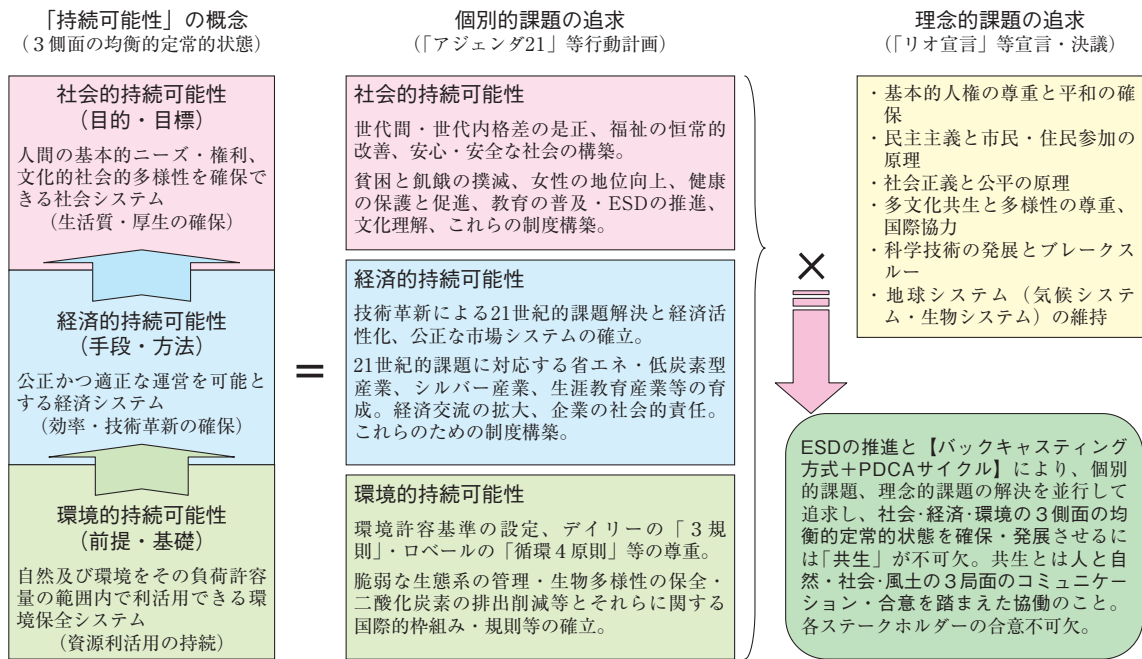 「持続可能性」の概念
（3側面の均衡的定常的状態）
社会的持続可能性
（目的・目標）
人間の基本的ニーズ・権利、
文化的社会的多様性を確保で
きる社会システム
（生活質・厚生の確保）
経済的持続可能性
（手段・方法）
公正かつ適正な運営を可能と
する経済システム
（効率・技術革新の確保）
環境的持続可能性
（前提・基礎）
自然及び環境をその負荷許容
量の範囲内で利活用できる環
境保全システム
（資源利活用の持続）
＝
個別的課題の追求
（「アジェンダ21」等行動計画）
社会的持続可能性
世代間・世代内格差の是正、福祉の恒常的
改善、安心・安全な社会の構築。
貧困と飢餓の撲滅、女性の地位向上、健康
の保護と促進、教育の普及・ESDの推進、
文化理解、これらの制度構築。
経済的持続可能性
技術革新による21世紀的課題解決と経済活
性化、公正な市場システムの確立。
21世紀的課題に対応する省エネ・低炭素型
産業、シルバー産業、生涯教育産業等の育
成。経済交流の拡大、企業の社会的責任。
これらのための制度構築。
環境的持続可能性
環境許容基準の設定、デイリーの「3規
則」・ロベールの「循環4原則」等の尊重。
脆弱な生態系の管理・生物多様性の保全・
二酸化炭素の排出削減等とそれらに関する
国際的枠組み・規則等の確立。
×
理念的課題の追求
（「リオ宣言」等宣言・決議）
・基本的人権の尊重と平和の確
保
・民主主義と市民・住民参加の
原理
・社会正義と公平の原理
・多文化共生と多様性の尊重、
国際協力
・科学技術の発展とブレークス
ルー
・地球システム（気候システ
ム・生物システム）の維持
ESDの推進と【バックキャスティング
方式＋PDCAサイクル】により、個別
的課題、理念的課題の解決を並行して
追求し、社会・経済・環境の3側面の均
衡的定常的状態を確保・発展させるに
は「共生」が不可欠。共生とは人と自
然・社会・風土の3局面のコミュニケー
ション・合意を踏まえた協働のこと。
各ステークホルダーの合意不可欠。